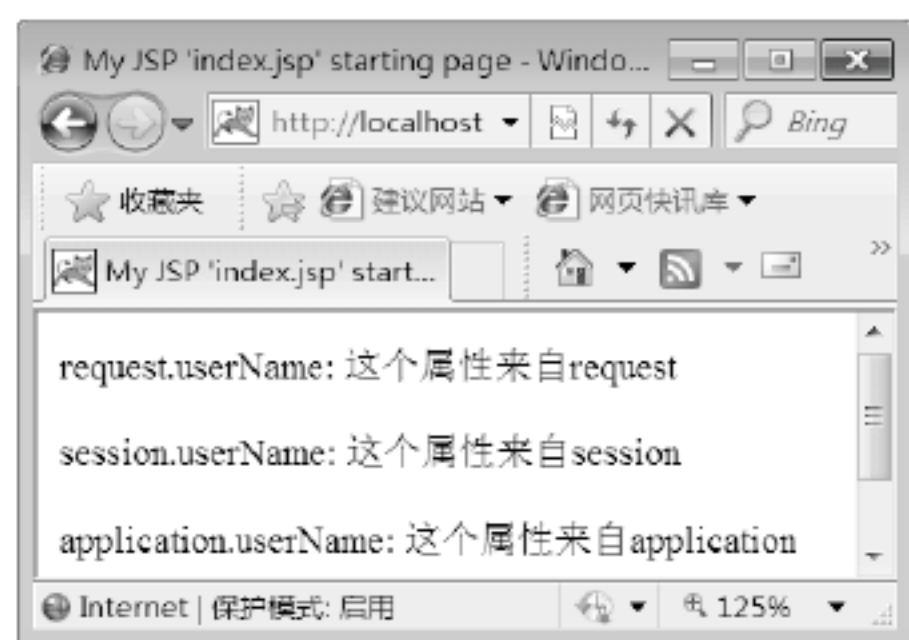 My JSP 'index.jsp' starting page - Windo...
http://localhost
Bing
收藏夹
建议网站
网页快讯库
My JSP 'index.jsp' start...
»
request.userName: 这个属性来自request
session.userName: 这个属性来自session
application.userName: 这个属性来自application
Internet | 保护模式: 启用
125%